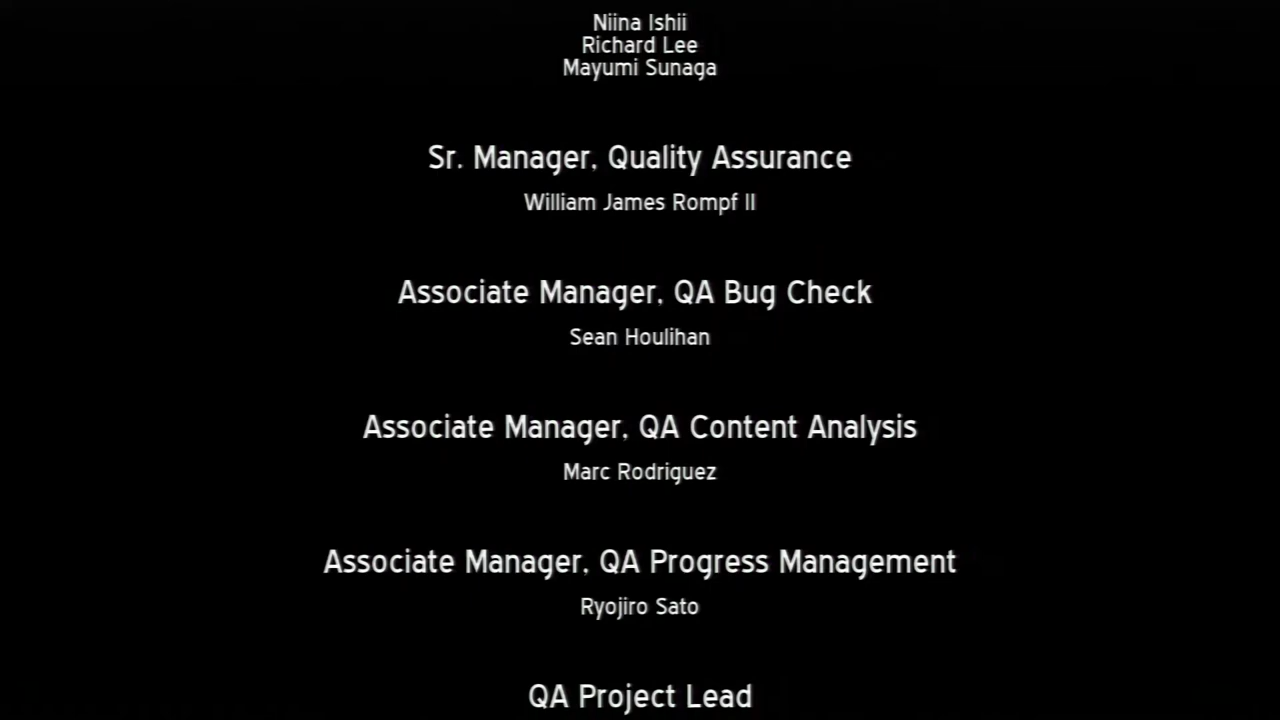 Niina Ishii
Richard Lee
Mayumi Sunaga
Sr. Manager, Quality Assurance
William James Rompf II
Associate Manager, QA Bug Check
Sean Houlihan
Associate Manager, QA Content Analysis
Marc Rodriguez
Associate Manager, QA Progress Management
Ryojiro Sato
QA Project Lead